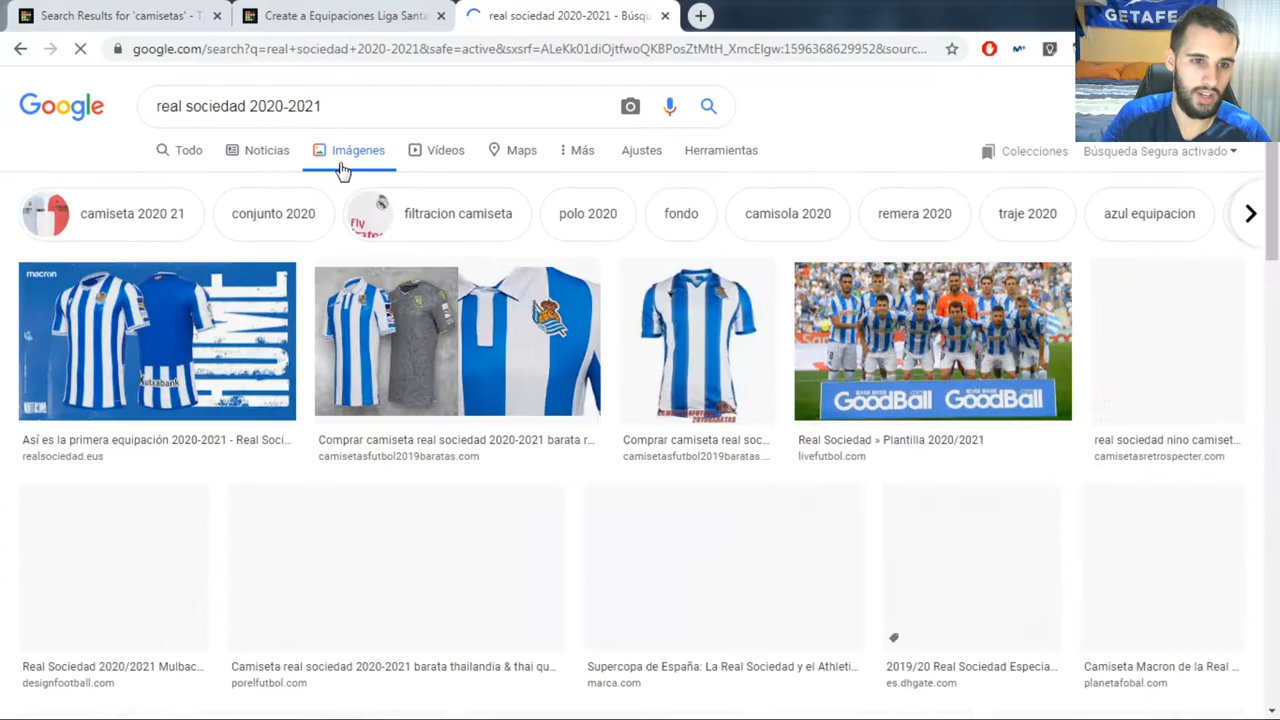 Search Results for 'camisetas' - T
Create a Equipaciones Liga Santa
real sociedad 2020-2021 - Búsqu
google.com/search?q=real+sociedad+2020-2021&safe=active&sxsrf=ALeKk01diOjtfwoQKBPosZtMtH_XmcEIgw:1596368629952&sourc...
GETAFE
Google
real sociedad 2020-2021
Todo
Noticias
Imágenes
Vídeos
Maps
Más
Ajustes
Herramientas
Colecciones
Búsqueda Segura activado
camiseta 2020 21
conjunto 2020
Fly
filtracion camiseta
polo 2020
fondo
camisola 2020
remera 2020
traje 2020
azul equipacion
macron
GOODBALL GOODBALL
Así es la primera equipación 2020-2021 - Real Soci...
realsociedad.eus
Comprar camiseta real sociedad 2020-2021 barata r...
camisetasfutbol2019baratas.com
Comprar camiseta real soc...
camisetasfutbol2019baratas....
Real Sociedad » Plantilla 2020/2021
livefutbol.com
real sociedad nino camiset...
camisetasretrospecter.com
Real Sociedad 2020/2021 Mulbac...
designfootball.com
Camiseta real sociedad 2020-2021 barata thailandia & thai qu...
porelfutbol.com
Supercopa de España: La Real Sociedad y el Athleti...
marca.com
2019/20 Real Sociedad Especia...
es.dhgate.com
Camiseta Macron de la Real ...
planetafobal.com